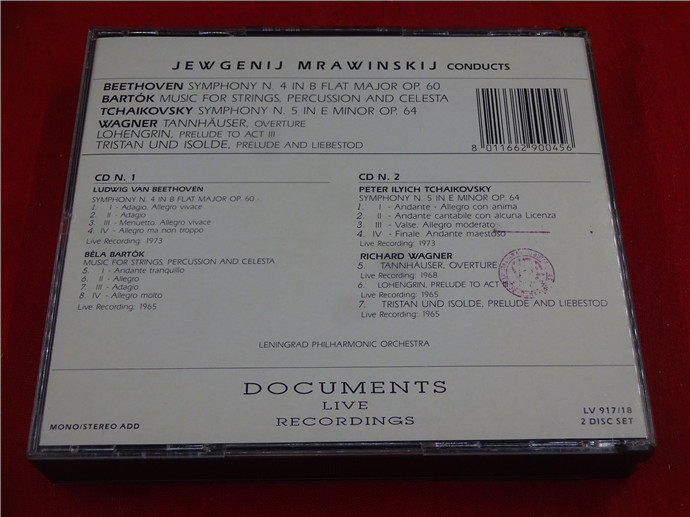 JEWGENIJ MRAWINSKIJ CONDUCTS
BEETHOVEN SYMPHONY N. 4 IN B FLAT MAJOR OP. 60
BARTÓK MUSIC FOR STRINGS, PERCUSSION AND CELESTA
TCHAIKOVSKY SYMPHONY N. 5 IN E MINOR OP. 64
WAGNER TANNHÄUSER, OVERTURE
LOHENGRIN, PRELUDE TO ACT III
TRISTAN UND ISOLDE, PRELUDE AND LIEBESTOD
8 011662 900456
CD N. 1
LUDWIG VAN BEETHOVEN
SYMPHONY N. 4 IN B FLAT MAJOR OP. 60
1. I - Adagio. Allegro vivace
2. II - Adagio
3. III - Menuetto. Allegro vivace
4. IV - Allegro ma non troppo
Live Recording: 1973
BÉLA BARTÓK
MUSIC FOR STRINGS, PERCUSSION AND CELESTA
5. I - Andante tranquillo
6. II - Allegro
7. III - Adagio
8. IV - Allegro molto
Live Recording: 1965
CD N. 2
PETER ILYICH TCHAIKOVSKY
SYMPHONY N. 5 IN E MINOR OP. 64
1. I - Andante - Allegro con anima
2. II - Andante cantabile con alcuna Licenza
3. III - Valse. Allegro moderato
4. IV - Finale. Andante maestoso
Live Recording: 1973
RICHARD WAGNER
5. TANNHÄUSER, OVERTURE
Live Recording: 1968
6. LOHENGRIN, PRELUDE TO ACT
Live Recording: 1965
7. TRISTAN UND ISOLDE, PRELUDE AND LIEBESTOD
Live Recording: 1965
LENINGRAD PHILHARMONIC ORCHESTRA
DOCUMENTS
LIVE
RECORDINGS
MONO/STEREO ADD
LV 917/18
2 DISC SET